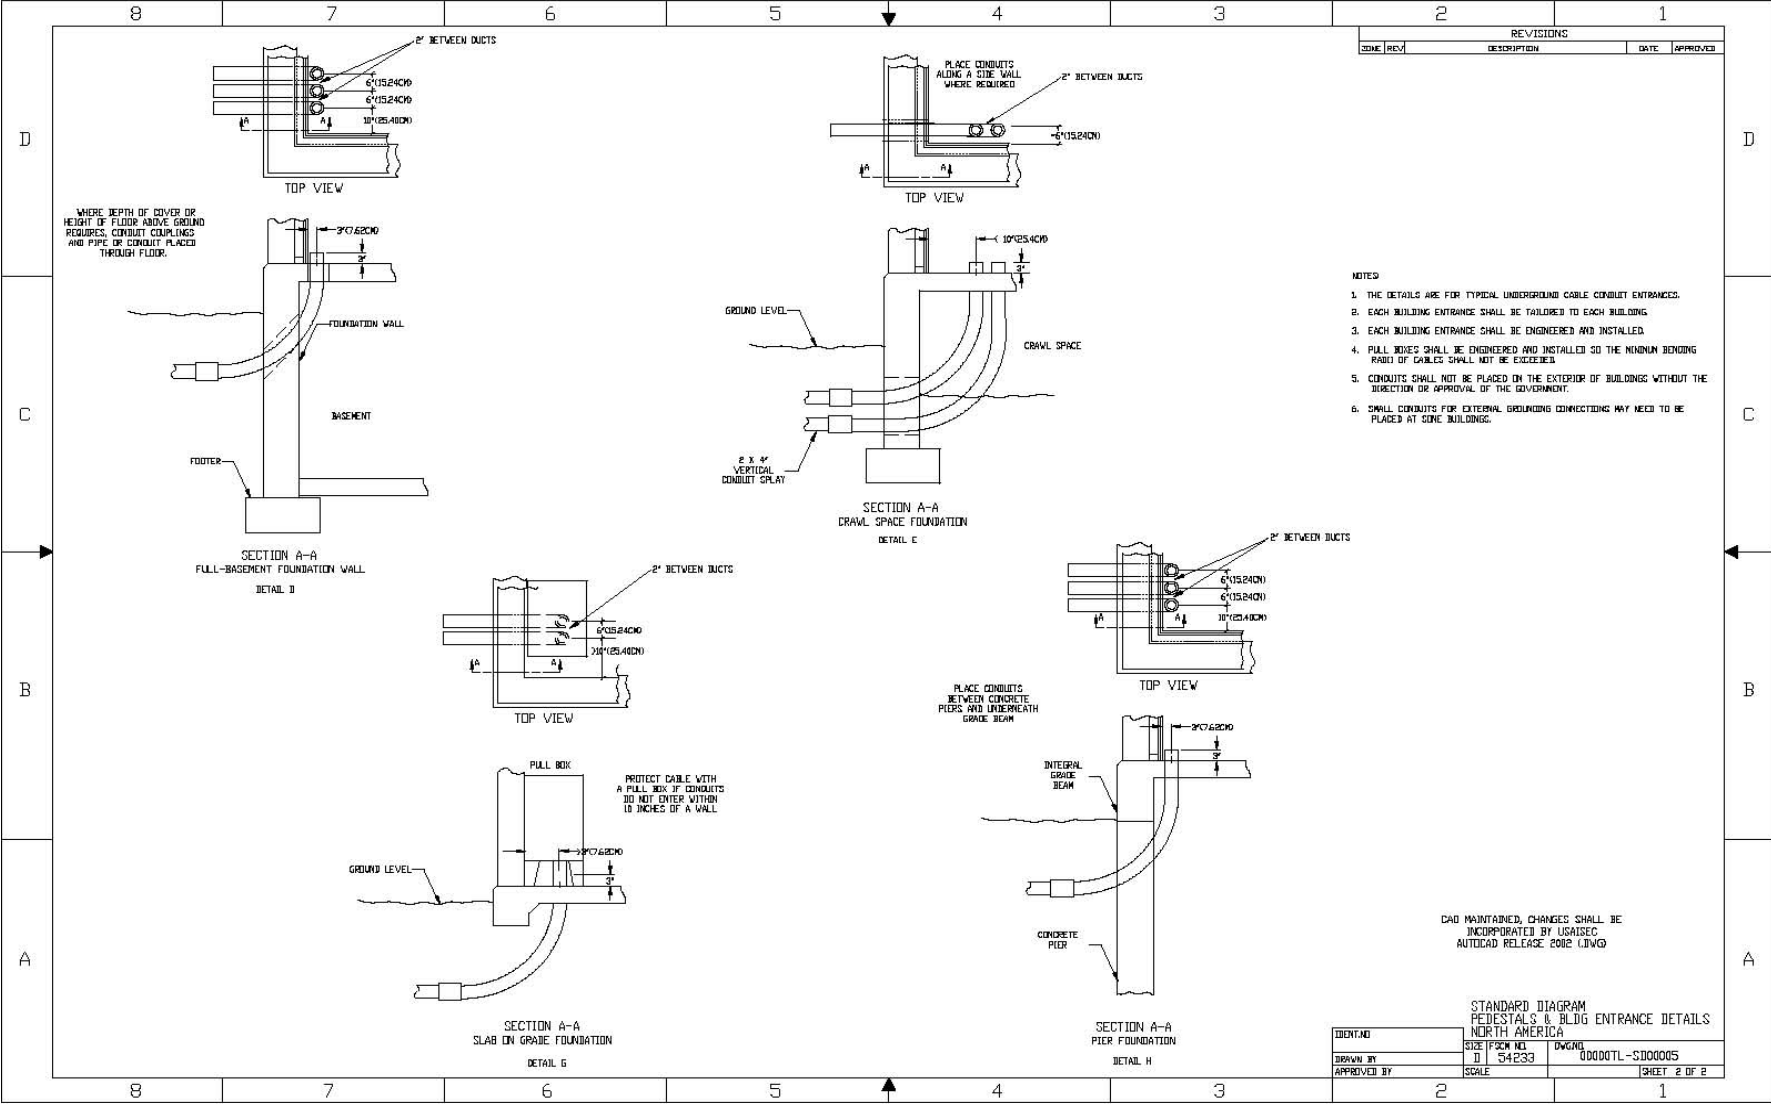 8 7 6 5 4 3 2 1
REVISIONS
ZONE REV DESCRIPTION DATE APPROVED
D
D
2" BETWEEN DUCTS
6"(15.24CM)
6"(15.24CM)
10"(25.40CM)
A A
TOP VIEW
PLACE CONDUITS
ALONG A SIDE WALL
WHERE REQUIRED
2" BETWEEN DUCTS
6"(15.24CM)
A A
TOP VIEW
WHERE DEPTH OF COVER OR
HEIGHT OF FLOOR ABOVE GROUND
REQUIRES, CONDUIT COUPLINGS
AND PIPE OR CONDUIT PLACED
THROUGH FLOOR.
3"(7.62CM)
3"
FOUNDATION WALL
BASEMENT
FOOTER
SECTION A-A
FULL-BASEMENT FOUNDATION WALL
DETAIL D
10"(25.4CM)
3"
GROUND LEVEL
CRAWL SPACE
2 X 4"
VERTICAL
CONDUIT SPLAY
SECTION A-A
CRAWL SPACE FOUNDATION
DETAIL E
NOTES:
1. THE DETAILS ARE FOR TYPICAL UNDERGROUND CABLE CONDUIT ENTRANCES.
2. EACH BUILDING ENTRANCE SHALL BE TAILORED TO EACH BUILDING.
3. EACH BUILDING ENTRANCE SHALL BE ENGINEERED AND INSTALLED.
4. PULL BOXES SHALL BE ENGINEERED AND INSTALLED SO THE MINIMUM BENDING
RADII OF CABLES SHALL NOT BE EXCEEDED.
5. CONDUITS SHALL NOT BE PLACED ON THE EXTERIOR OF BUILDINGS WITHOUT THE
DIRECTION OR APPROVAL OF THE GOVERNMENT.
6. SMALL CONDUITS FOR EXTERNAL GROUNDING CONNECTIONS MAY NEED TO BE
PLACED AT SOME BUILDINGS.
C
C
2" BETWEEN DUCTS
6"(15.24CM)
10"(25.40CM)
A A
TOP VIEW
PULL BOX
PROTECT CABLE WITH
A PULL BOX IF CONDUITS
DO NOT ENTER WITHIN
10 INCHES OF A WALL
3"(7.62CM)
3"
GROUND LEVEL
SECTION A-A
SLAB ON GRADE FOUNDATION
DETAIL G
2" BETWEEN DUCTS
6"(15.24CM)
6"(15.24CM)
10"(25.40CM)
A A
TOP VIEW
PLACE CONDUITS
BETWEEN CONCRETE
PIERS AND UNDERNEATH
GRADE BEAM
3"(7.62CM)
3"
INTEGRAL
GRADE
BEAM
CONCRETE
PIER
SECTION A-A
PIER FOUNDATION
DETAIL H
B
B
A
A
CAD MAINTAINED, CHANGES SHALL BE
INCORPORATED BY USAISEC
AUTOCAD RELEASE 2002 (.DWG)
STANDARD DIAGRAM
PEDESTALS & BLDG ENTRANCE DETAILS
NORTH AMERICA
IDENT.NO
SIZE FSCM NO. DWG.NO.
D 54233 00000TL-SD00005
DRAWN BY
APPROVED BY SCALE SHEET 2 OF 2
8 7 6 5 4 3 2 1